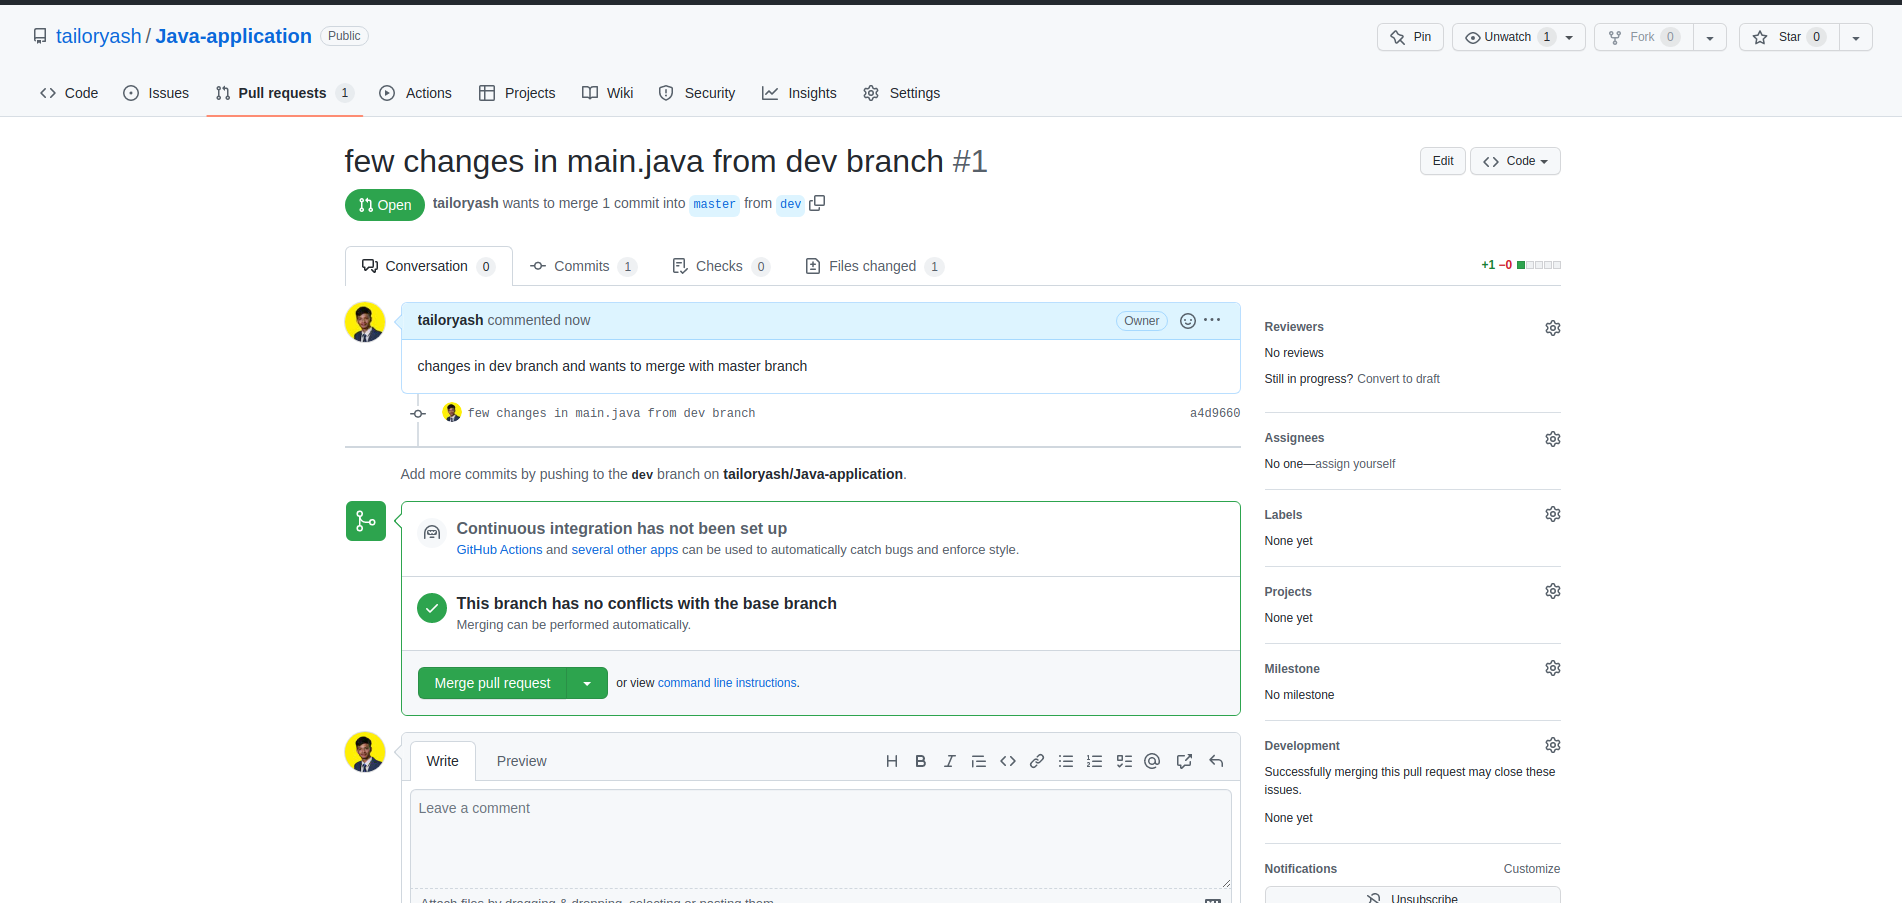 tailoryash / Java-application Public
Pin Unwatch 1 Fork 0 Star 0
Code Issues Pull requests 1 Actions Projects Wiki Security Insights Settings
few changes in main.java from dev branch #1
Edit Code
Open tailoryash wants to merge 1 commit into master from dev
Conversation 0 Commits 1 Checks 0 Files changed 1
+1 −0
tailoryash commented now
Owner
changes in dev branch and wants to merge with master branch
few changes in main.java from dev branch
a4d9660
Add more commits by pushing to the dev branch on tailoryash/Java-application.
Continuous integration has not been set up
GitHub Actions and several other apps can be used to automatically catch bugs and enforce style.
This branch has no conflicts with the base branch
Merging can be performed automatically.
Merge pull request or view command line instructions.
Write Preview
Leave a comment
Attach files by dragging & dropping, selecting or pasting them.
Reviewers
No reviews
Still in progress? Convert to draft
Assignees
No one—assign yourself
Labels
None yet
Projects
None yet
Milestone
No milestone
Development
Successfully merging this pull request may close these
issues.
None yet
Notifications Customize
Unsubscribe